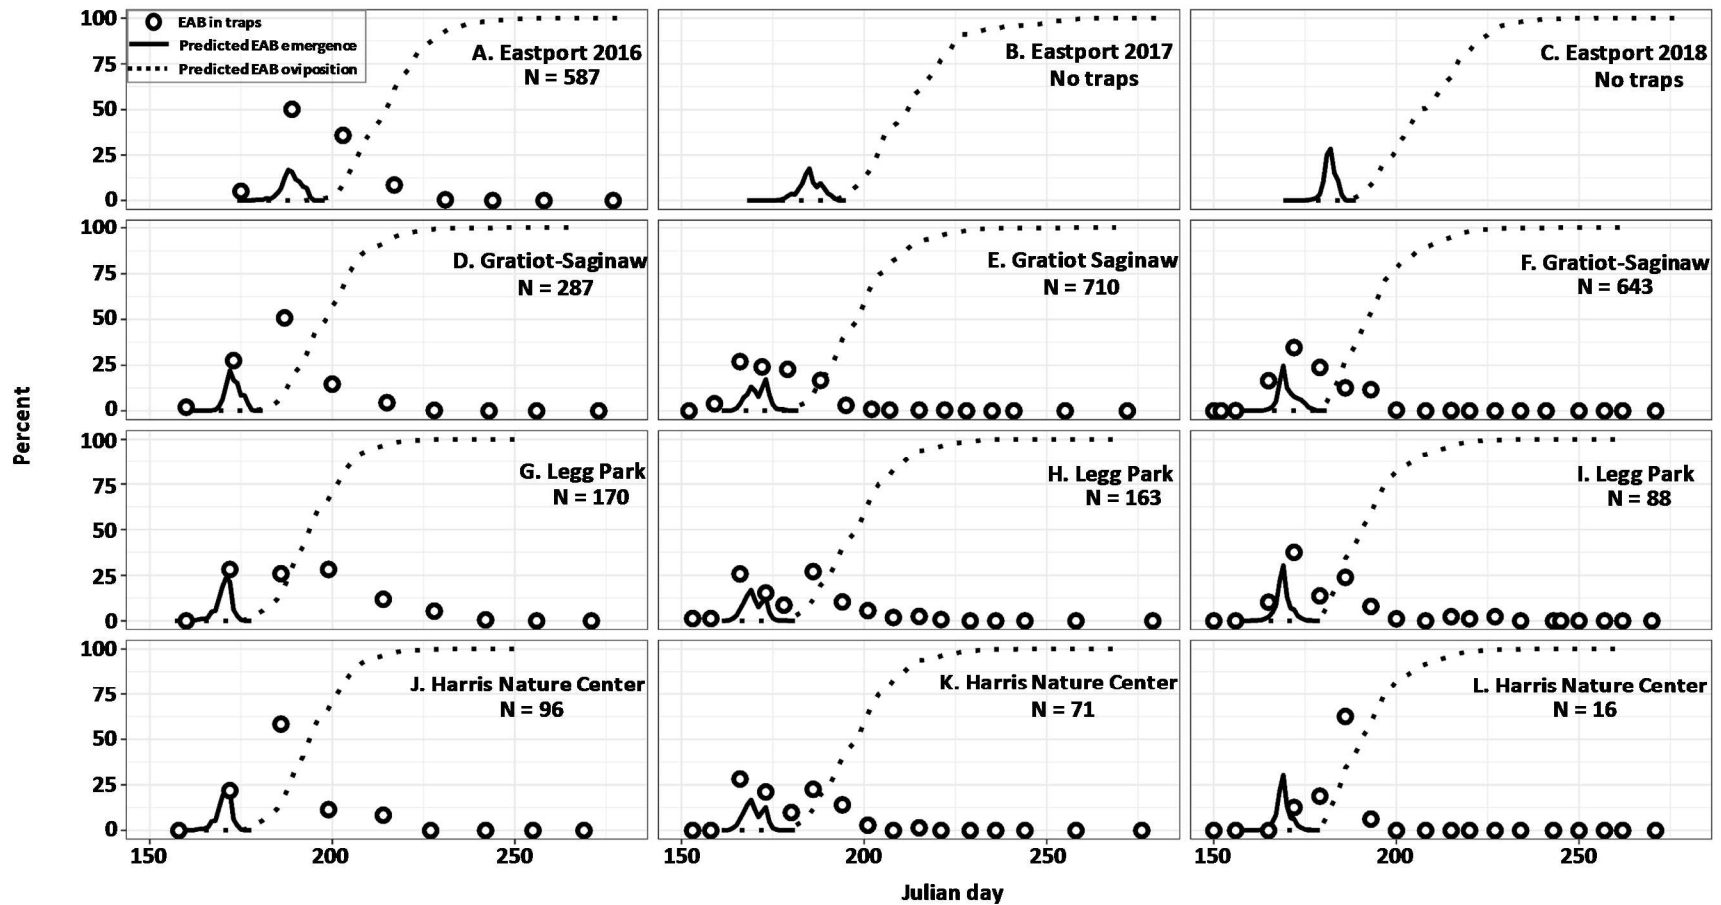 EAB in traps
Predicted EAB emergence
Predicted EAB oviposition
A. Eastport 2016
N = 587
B. Eastport 2017
No traps
C. Eastport 2018
No traps
100
75
50
25
0
D. Gratiot-Saginaw
N = 287
E. Gratiot Saginaw
N = 710
F. Gratiot-Saginaw
N = 643
100
75
50
25
0
G. Legg Park
N = 170
H. Legg Park
N = 163
I. Legg Park
N = 88
100
75
50
25
0
J. Harris Nature Center
N = 96
K. Harris Nature Center
N = 71
L. Harris Nature Center
N = 16
100
75
50
25
0
150 200 250 150 200 250 150 200 250
Percent
Julian day